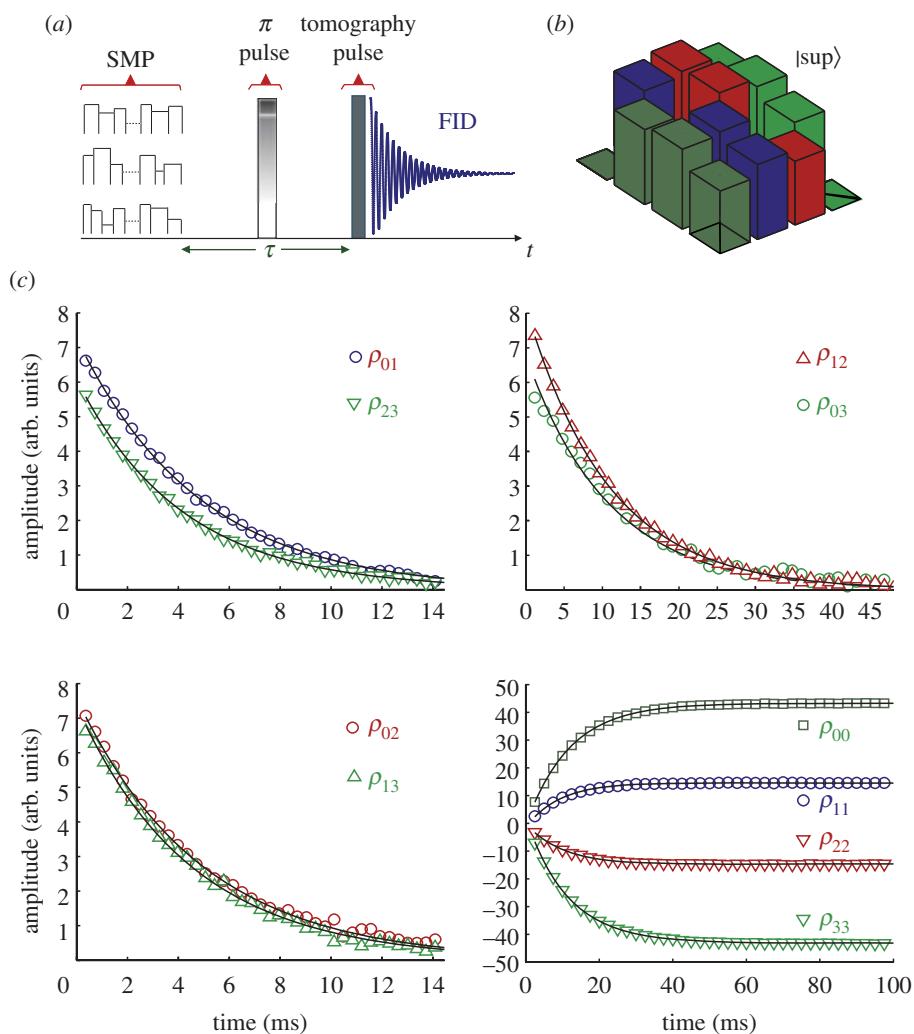 (a)
π
pulse
tomography
pulse
SMP
FID
τ
t
(b)
|sup⟩
(c)
8
7
6
5
4
3
2
1
0
2
4
6
8
10
12
14
amplitude (arb. units)
ρ01
ρ23
8
7
6
5
4
3
2
1
0
5
10
15
20
25
30
35
40
45
ρ12
ρ03
8
7
6
5
4
3
2
1
0
2
4
6
8
10
12
14
amplitude (arb. units)
time (ms)
ρ02
ρ13
50
40
30
20
10
0
−10
−20
−30
−40
−50
0
20
40
60
80
100
time (ms)
ρ00
ρ11
ρ22
ρ33